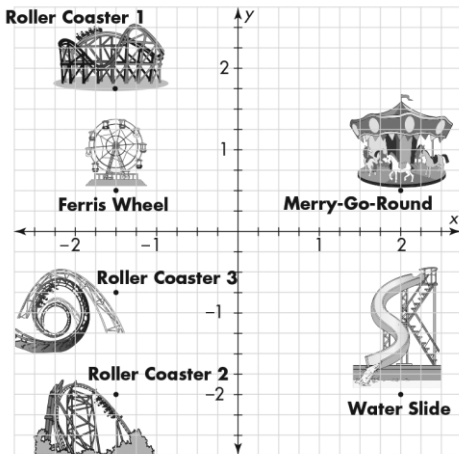 Roller Coaster 1
y
2
1
Ferris Wheel
Merry-Go-Round
x
−2
−1
1
2
Roller Coaster 3
−1
Roller Coaster 2
−2
Water Slide